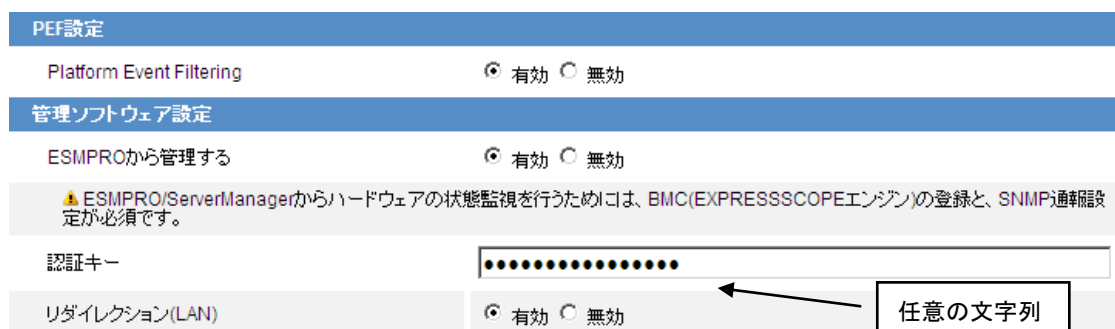 PEF設定
Platform Event Filtering 有効 無効
管理ソフトウェア設定
ESMPROから管理する 有効 無効
ESMPRO/ServerManagerからハードウェアの状態監視を行うためには、BMC(EXPRESSSCOPEエンジン)の登録と、SNMP通報設
定が必須です。
認証キー ••••••••••••••••
任意の文字列
リダイレクション(LAN) 有効 無効